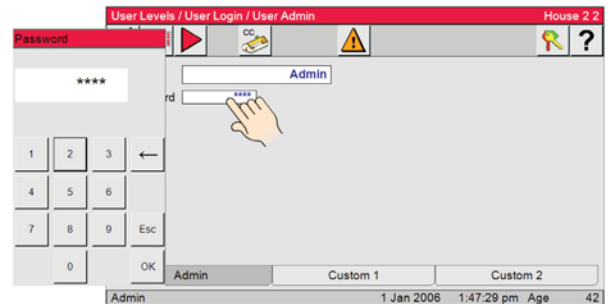 User Levels / User Login / User Admin House 2 2
Password
CC
?
Admin
****
rd ****
1 2 3 ←
4 5 6
7 8 9 Esc
0 OK
Admin Custom 1 Custom 2
Admin 1 Jan 2006 1:47:29 pm Age 42